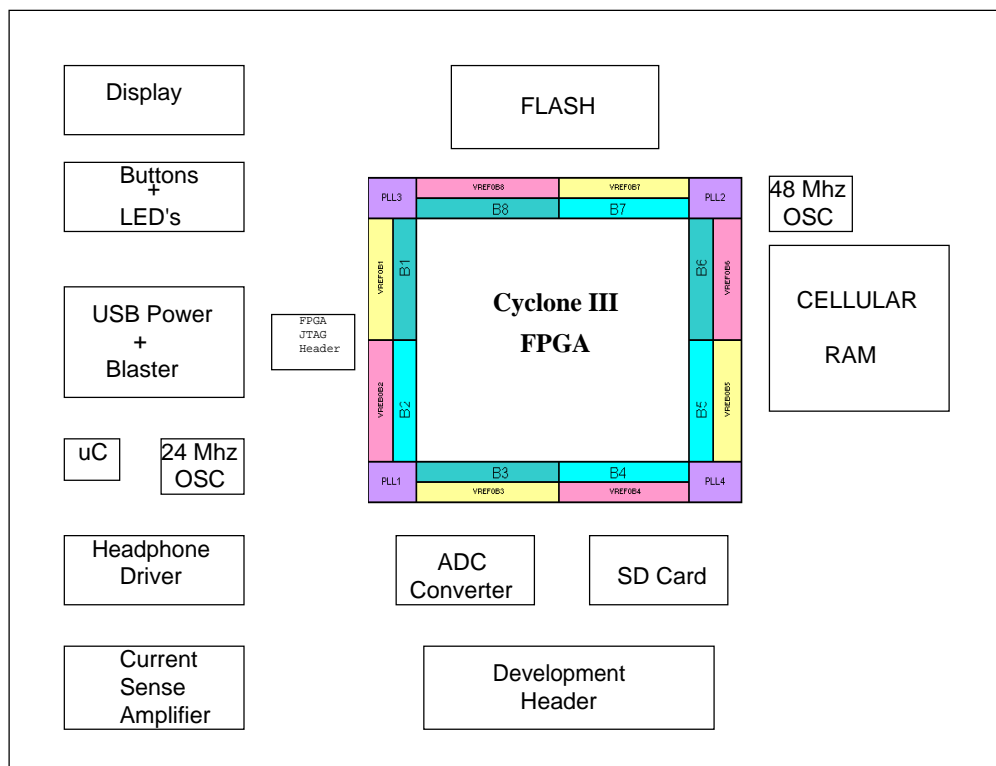 Display
FLASH
Buttons
+
LED's
48 Mhz
OSC
PLL3
VREF0B8
VREF0B7
PLL2
B8
B7
VREF0B1
B1
B6
VREF0B6
Cyclone III
FPGA
USB Power
+
Blaster
FPGA
JTAG
Header
CELLULAR
RAM
VREB0B2
B2
B5
VREF0B5
uC
24 Mhz
OSC
PLL1
B3
B4
PLL4
VREF0B3
VREF0B4
Headphone
Driver
ADC
Converter
SD Card
Current
Sense
Amplifier
Development
Header